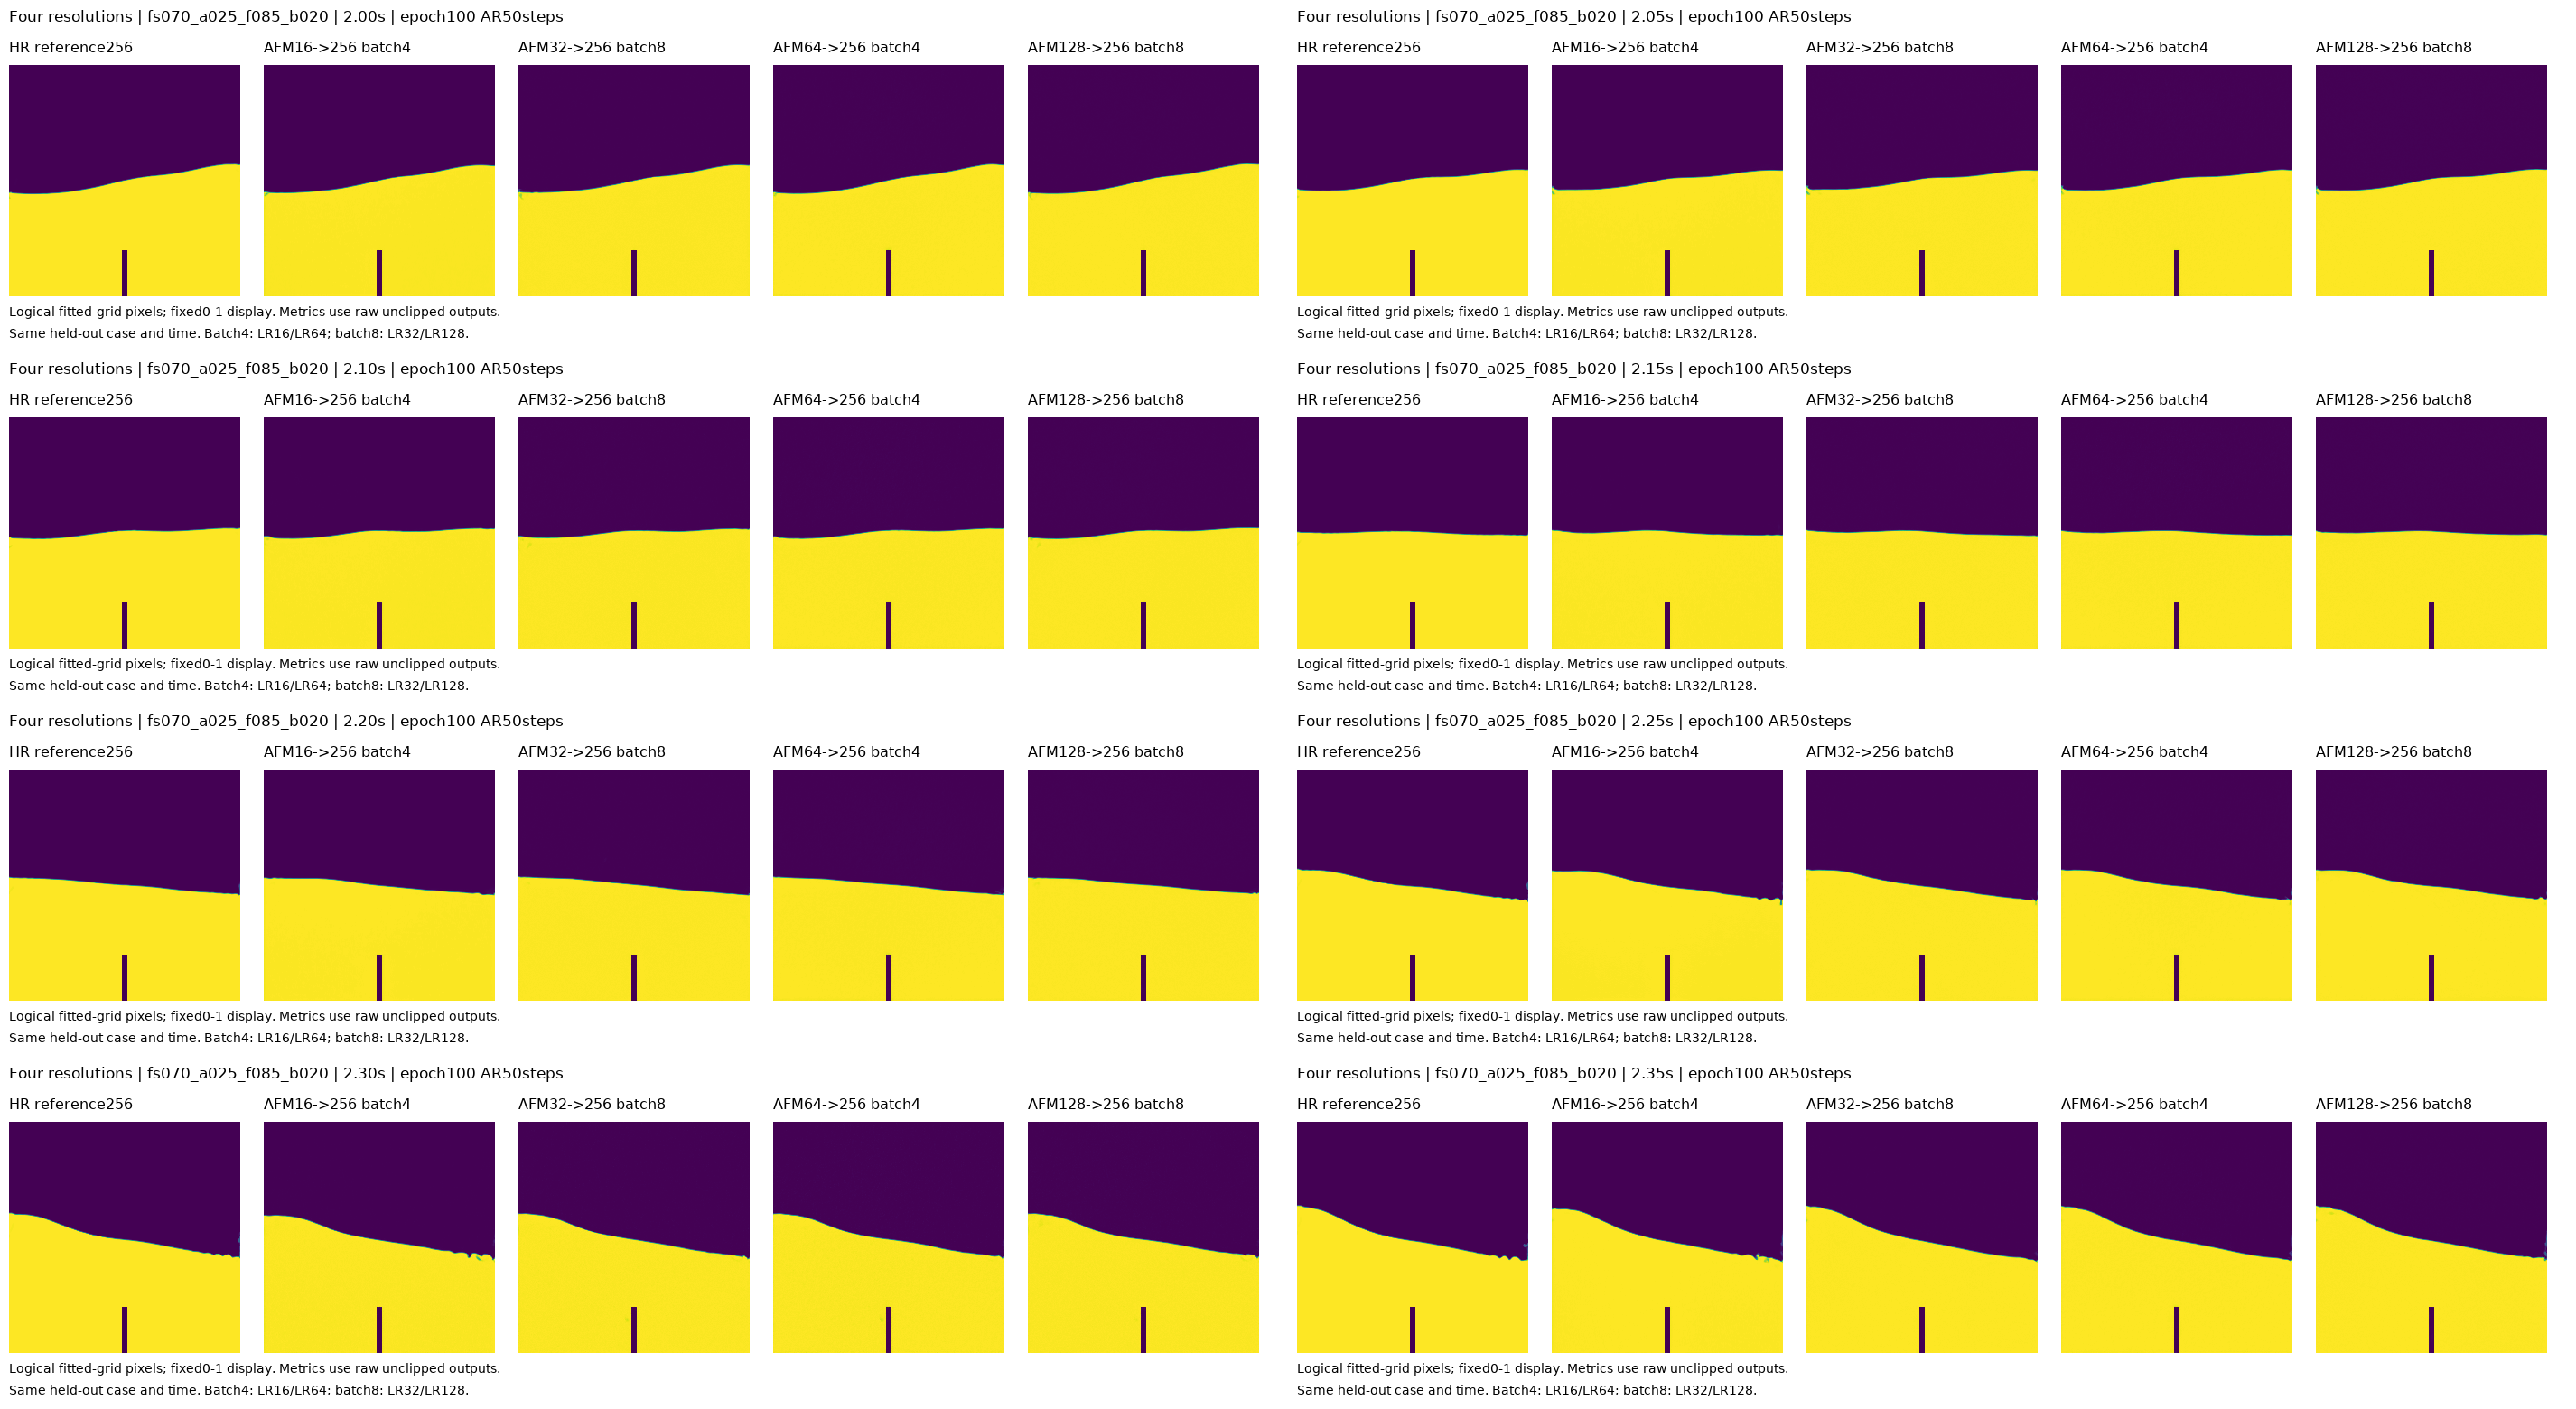 Four resolutions | fs070_a025_f085_b020 | 2.00s | epoch100 AR50steps
HR reference256 AFM16->256 batch4 AFM32->256 batch8 AFM64->256 batch4 AFM128->256 batch8
Logical fitted-grid pixels; fixed0-1 display. Metrics use raw unclipped outputs.
Same held-out case and time. Batch4: LR16/LR64; batch8: LR32/LR128.
Four resolutions | fs070_a025_f085_b020 | 2.05s | epoch100 AR50steps
HR reference256 AFM16->256 batch4 AFM32->256 batch8 AFM64->256 batch4 AFM128->256 batch8
Logical fitted-grid pixels; fixed0-1 display. Metrics use raw unclipped outputs.
Same held-out case and time. Batch4: LR16/LR64; batch8: LR32/LR128.
Four resolutions | fs070_a025_f085_b020 | 2.10s | epoch100 AR50steps
HR reference256 AFM16->256 batch4 AFM32->256 batch8 AFM64->256 batch4 AFM128->256 batch8
Logical fitted-grid pixels; fixed0-1 display. Metrics use raw unclipped outputs.
Same held-out case and time. Batch4: LR16/LR64; batch8: LR32/LR128.
Four resolutions | fs070_a025_f085_b020 | 2.15s | epoch100 AR50steps
HR reference256 AFM16->256 batch4 AFM32->256 batch8 AFM64->256 batch4 AFM128->256 batch8
Logical fitted-grid pixels; fixed0-1 display. Metrics use raw unclipped outputs.
Same held-out case and time. Batch4: LR16/LR64; batch8: LR32/LR128.
Four resolutions | fs070_a025_f085_b020 | 2.20s | epoch100 AR50steps
HR reference256 AFM16->256 batch4 AFM32->256 batch8 AFM64->256 batch4 AFM128->256 batch8
Logical fitted-grid pixels; fixed0-1 display. Metrics use raw unclipped outputs.
Same held-out case and time. Batch4: LR16/LR64; batch8: LR32/LR128.
Four resolutions | fs070_a025_f085_b020 | 2.25s | epoch100 AR50steps
HR reference256 AFM16->256 batch4 AFM32->256 batch8 AFM64->256 batch4 AFM128->256 batch8
Logical fitted-grid pixels; fixed0-1 display. Metrics use raw unclipped outputs.
Same held-out case and time. Batch4: LR16/LR64; batch8: LR32/LR128.
Four resolutions | fs070_a025_f085_b020 | 2.30s | epoch100 AR50steps
HR reference256 AFM16->256 batch4 AFM32->256 batch8 AFM64->256 batch4 AFM128->256 batch8
Logical fitted-grid pixels; fixed0-1 display. Metrics use raw unclipped outputs.
Same held-out case and time. Batch4: LR16/LR64; batch8: LR32/LR128.
Four resolutions | fs070_a025_f085_b020 | 2.35s | epoch100 AR50steps
HR reference256 AFM16->256 batch4 AFM32->256 batch8 AFM64->256 batch4 AFM128->256 batch8
Logical fitted-grid pixels; fixed0-1 display. Metrics use raw unclipped outputs.
Same held-out case and time. Batch4: LR16/LR64; batch8: LR32/LR128.